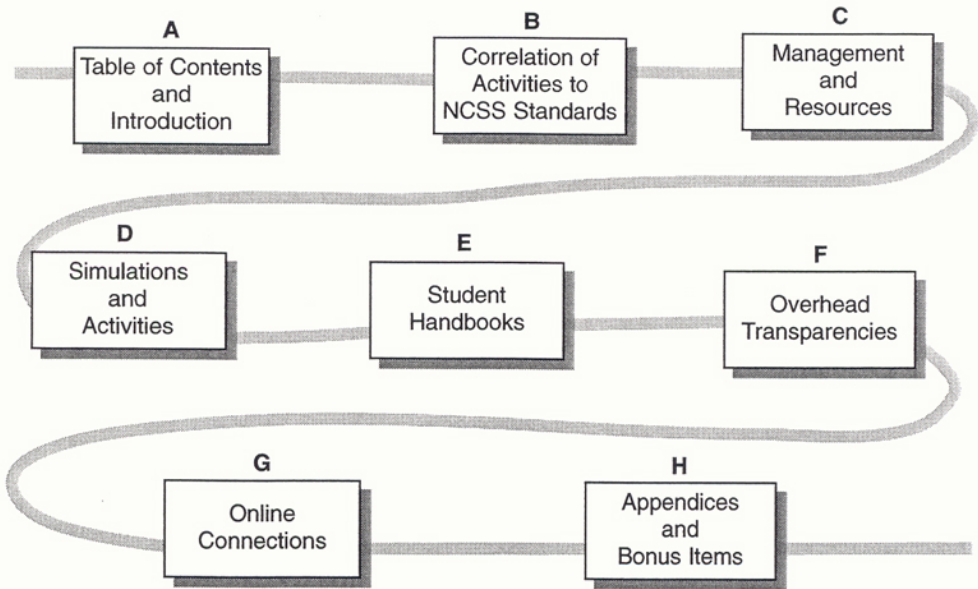 A
Table of Contents
and
Introduction
B
Correlation of
Activities to
NCSS Standards
C
Management
and
Resources
D
Simulations
and
Activities
E
Student
Handbooks
F
Overhead
Transparencies
G
Online
Connections
H
Appendices
and
Bonus Items